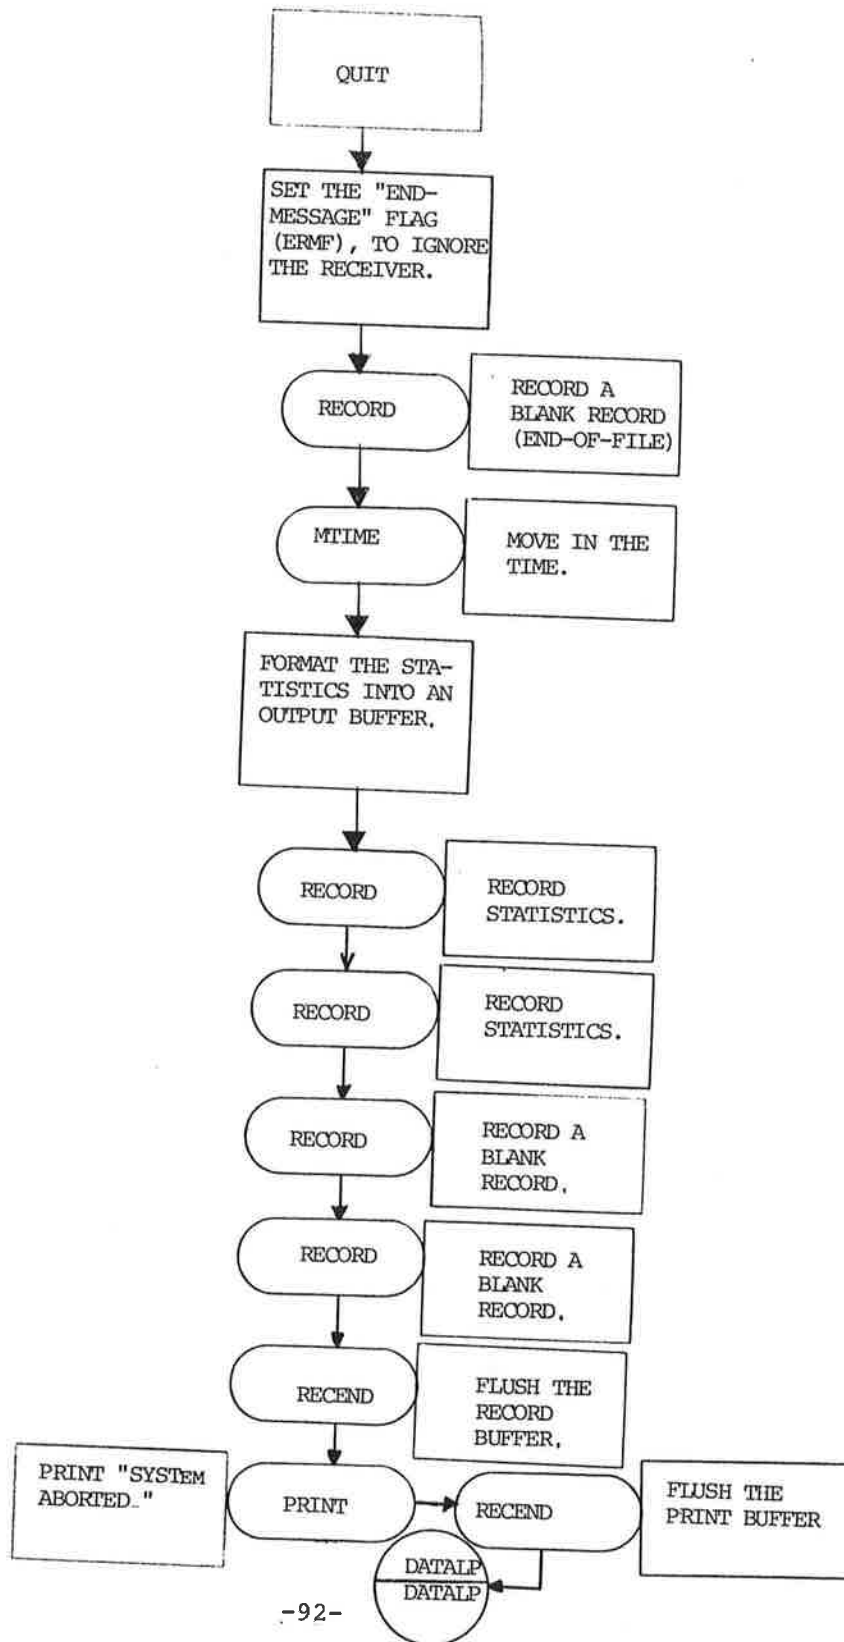 QUIT
SET THE "END-
MESSAGE" FLAG
(ERMF), TO IGNORE
THE RECEIVER.
RECORD
RECORD A
BLANK RECORD
(END-OF-FILE)
MTIME
MOVE IN THE
TIME.
FORMAT THE STA-
TISTICS INTO AN
OUTPUT BUFFER.
RECORD
RECORD
STATISTICS.
RECORD
RECORD
STATISTICS.
RECORD
RECORD A
BLANK
RECORD.
RECORD
RECORD A
BLANK
RECORD.
RECEND
FLUSH THE
RECORD
BUFFER.
PRINT "SYSTEM
ABORTED.."
PRINT
RECEND
FLUSH THE
PRINT BUFFER
DATALP
DATALP
-92-